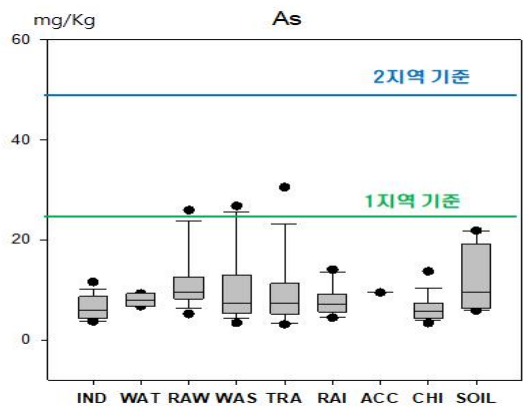 mg/Kg
As
60
2지역 기준
40
1지역 기준
20
0
IND WAT RAW WAS TRA RAI ACC CHI SOIL